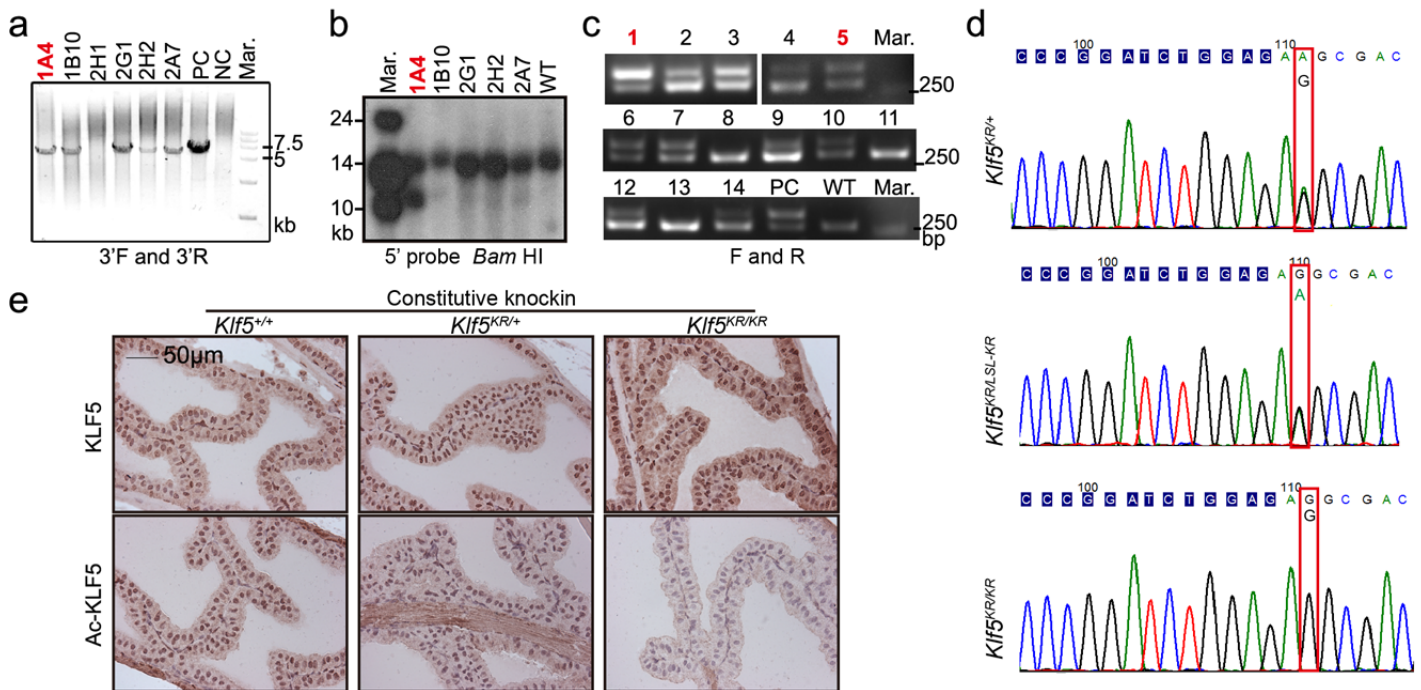 a
1A4 1B10 2H1 2G1 2H2 2A7 PC NC Mar.
7.5
5
kb
3'F and 3'R
b
Mar. 1A4 1B10 2G1 2H2 2A7 WT
24
14
10
kb
5' probe Bam HI
c
1 2 3 4 5 Mar.
250
6 7 8 9 10 11
250
12 13 14 PC WT Mar.
250
bp
F and R
d
100 110
CCCGGATCTGGAGAAGCGAC
G
Klf5KR/+
100 110
CCCGGATCTGGAGAGGCGAC
A
Klf5KR/LSL-KR
100 110
CCCGGATCTGGAGAGGCGAC
G
Klf5KR/KR
e
Constitutive knockin
Klf5+/+ Klf5KR/+ Klf5KR/KR
KLF5
50μm
Ac-KLF5